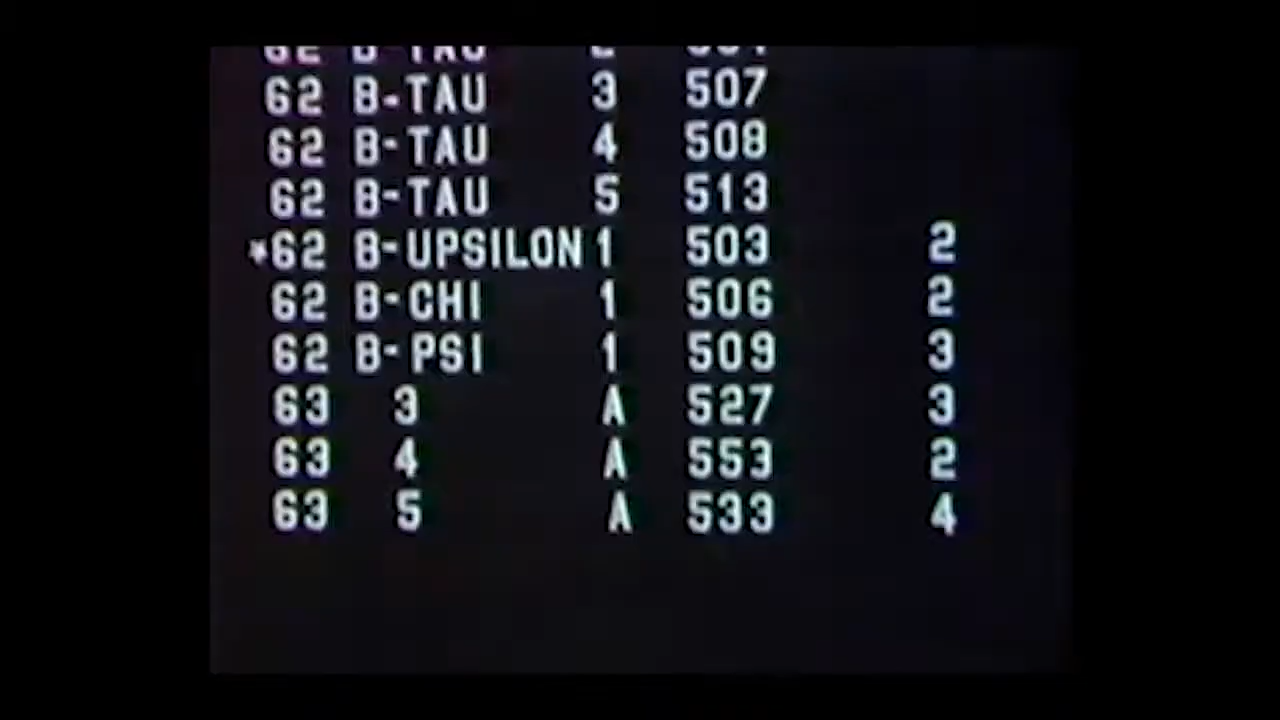 62 B-TAU
62 B-TAU 3 507
62 B-TAU 4 508
62 B-TAU 5 513
*62 B-UPSILON 1 503 2
62 B-CHI 1 506 2
62 B-PSI 1 509 3
63 3 A 527 3
63 4 A 553 2
63 5 A 533 4